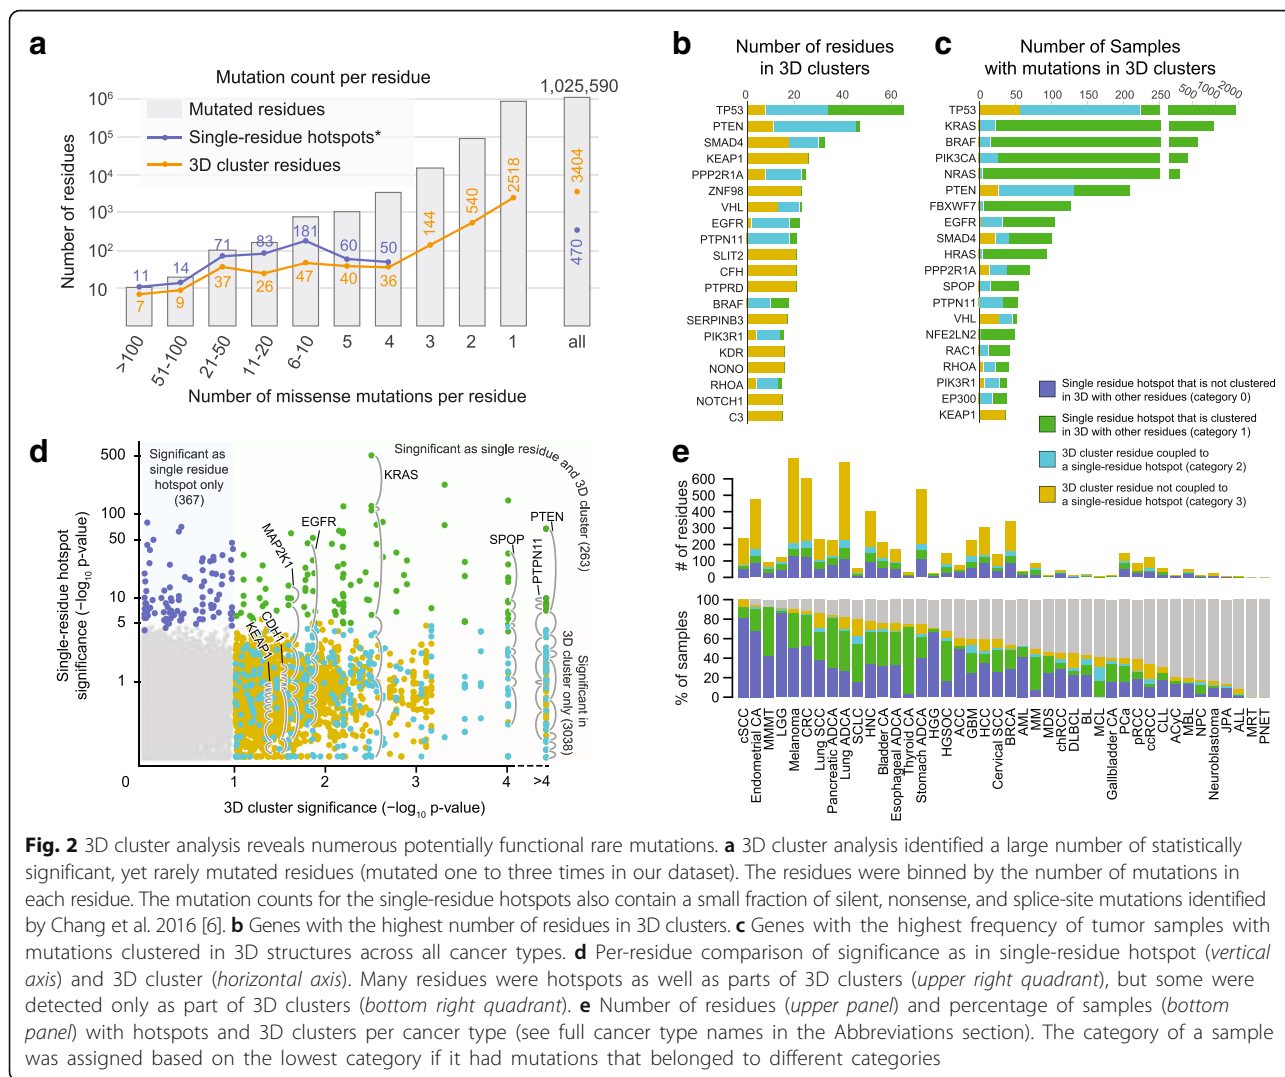 a
Mutation count per residue
1,025,590
Mutated residues
Single-residue hotspots*
3D cluster residues
Number of residues
10^6
10^5
10^4
10^3
10^2
10
11 14 71 83 181 60 50 470
7 9 37 26 47 40 36 144 540 2518 3404
>100 51-100 21-50 11-20 6-10 5 4 3 2 1 all
Number of missense mutations per residue
b
Number of residues
in 3D clusters
0 20 40 60
TP53
PTEN
SMAD4
KEAP1
PPP2R1A
ZNF98
VHL
EGFR
PTPN11
SLIT2
CFH
PTPRD
BRAF
SERPINB3
PIK3R1
KDR
NONO
RHOA
NOTCH1
C3
c
Number of Samples
with mutations in 3D clusters
0 50 100 150 200 250 500 1000 2000
TP53
KRAS
BRAF
PIK3CA
NRAS
PTEN
FBXWF7
EGFR
SMAD4
HRAS
PPP2R1A
SPOP
PTPN11
VHL
NFE2LN2
RAC1
RHOA
PIK3R1
EP300
KEAP1
Single residue hotspot that is not clustered
in 3D with other residues (category 0)
Single residue hotspot that is clustered
in 3D with other residues (category 1)
3D cluster residue coupled to
a single-residue hotspot (category 2)
3D cluster residue not coupled to
a single-residue hotspot (category 3)
d
Single-residue hotspot
significance (−log10 p-value)
500
100
50
10
5
1
Significant as
single residue
hotspot only
(367)
Singnificant as single residue and 3D cluster (263)
Significant in
3D cluster only (3038)
KRAS
EGFR
MAP2K1
CDH1
KEAP1
SPOP
PTPN11
PTEN
0 1 2 3 4 >4
3D cluster significance (−log10 p-value)
e
# of residues
600
500
400
300
200
100
0
% of samples
100
80
60
40
20
0
cSCC
Endometrial CA
MMMT
LGG
Melanoma
CRC
Lung SCC
Pancreatic ADCA
Lung ADCA
SCLC
HNC
Bladder CA
Esophageal ADCA
Thyroid CA
Stomach ADCA
HGG
HGSOC
ACC
GBM
HCC
Cervical SCC
BRCA
AML
MM
MDS
chRCC
DLBCL
BL
MCL
Gallbladder CA
PCa
pRCC
ccRCC
CLL
ACyC
MBL
NPC
Neuroblastoma
JPA
ALL
MRT
PNET
Fig. 2 3D cluster analysis reveals numerous potentially functional rare mutations. a 3D cluster analysis identified a large number of statistically
significant, yet rarely mutated residues (mutated one to three times in our dataset). The residues were binned by the number of mutations in
each residue. The mutation counts for the single-residue hotspots also contain a small fraction of silent, nonsense, and splice-site mutations identified
by Chang et al. 2016 [6]. b Genes with the highest number of residues in 3D clusters. c Genes with the highest frequency of tumor samples with
mutations clustered in 3D structures across all cancer types. d Per-residue comparison of significance as in single-residue hotspot (vertical
axis) and 3D cluster (horizontal axis). Many residues were hotspots as well as parts of 3D clusters (upper right quadrant), but some were
detected only as part of 3D clusters (bottom right quadrant). e Number of residues (upper panel) and percentage of samples (bottom
panel) with hotspots and 3D clusters per cancer type (see full cancer type names in the Abbreviations section). The category of a sample
was assigned based on the lowest category if it had mutations that belonged to different categories